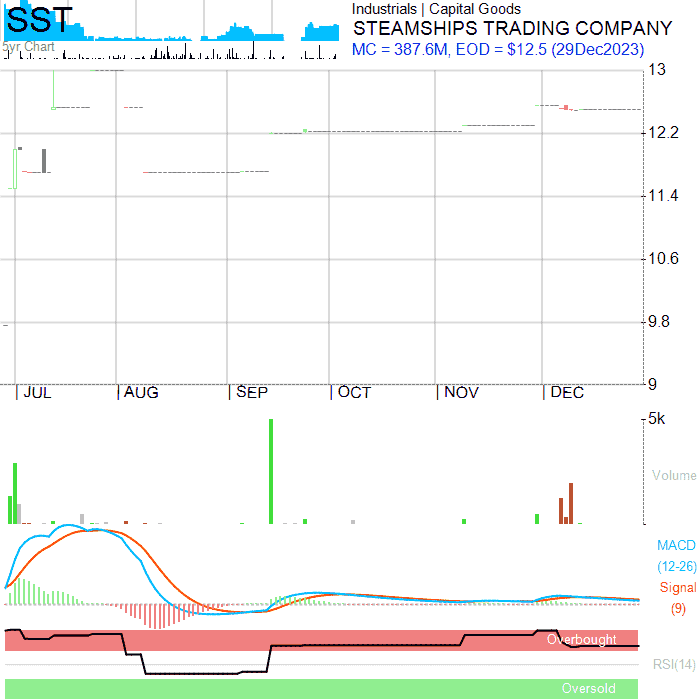 SST
5yr Chart
Industrials | Capital Goods
STEAMSHIPS TRADING COMPANY
MC = 387.6M, EOD = $12.5 (29Dec2023)
13
12.2
11.4
10.6
9.8
9
JUL AUG SEP OCT NOV DEC
5k
Volume
MACD
(12-26)
Signal
(9)
Overbought
RSI(14)
Oversold